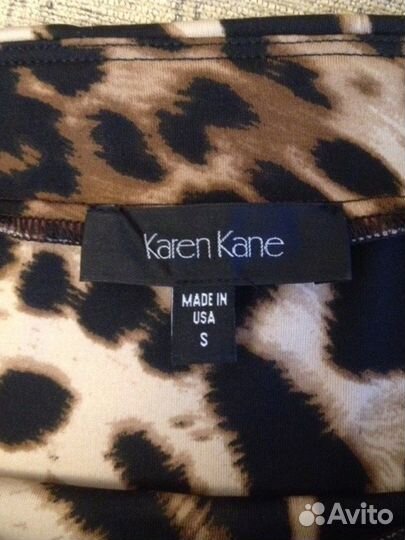 Karen Kane
MADE IN
USA
S
Avito